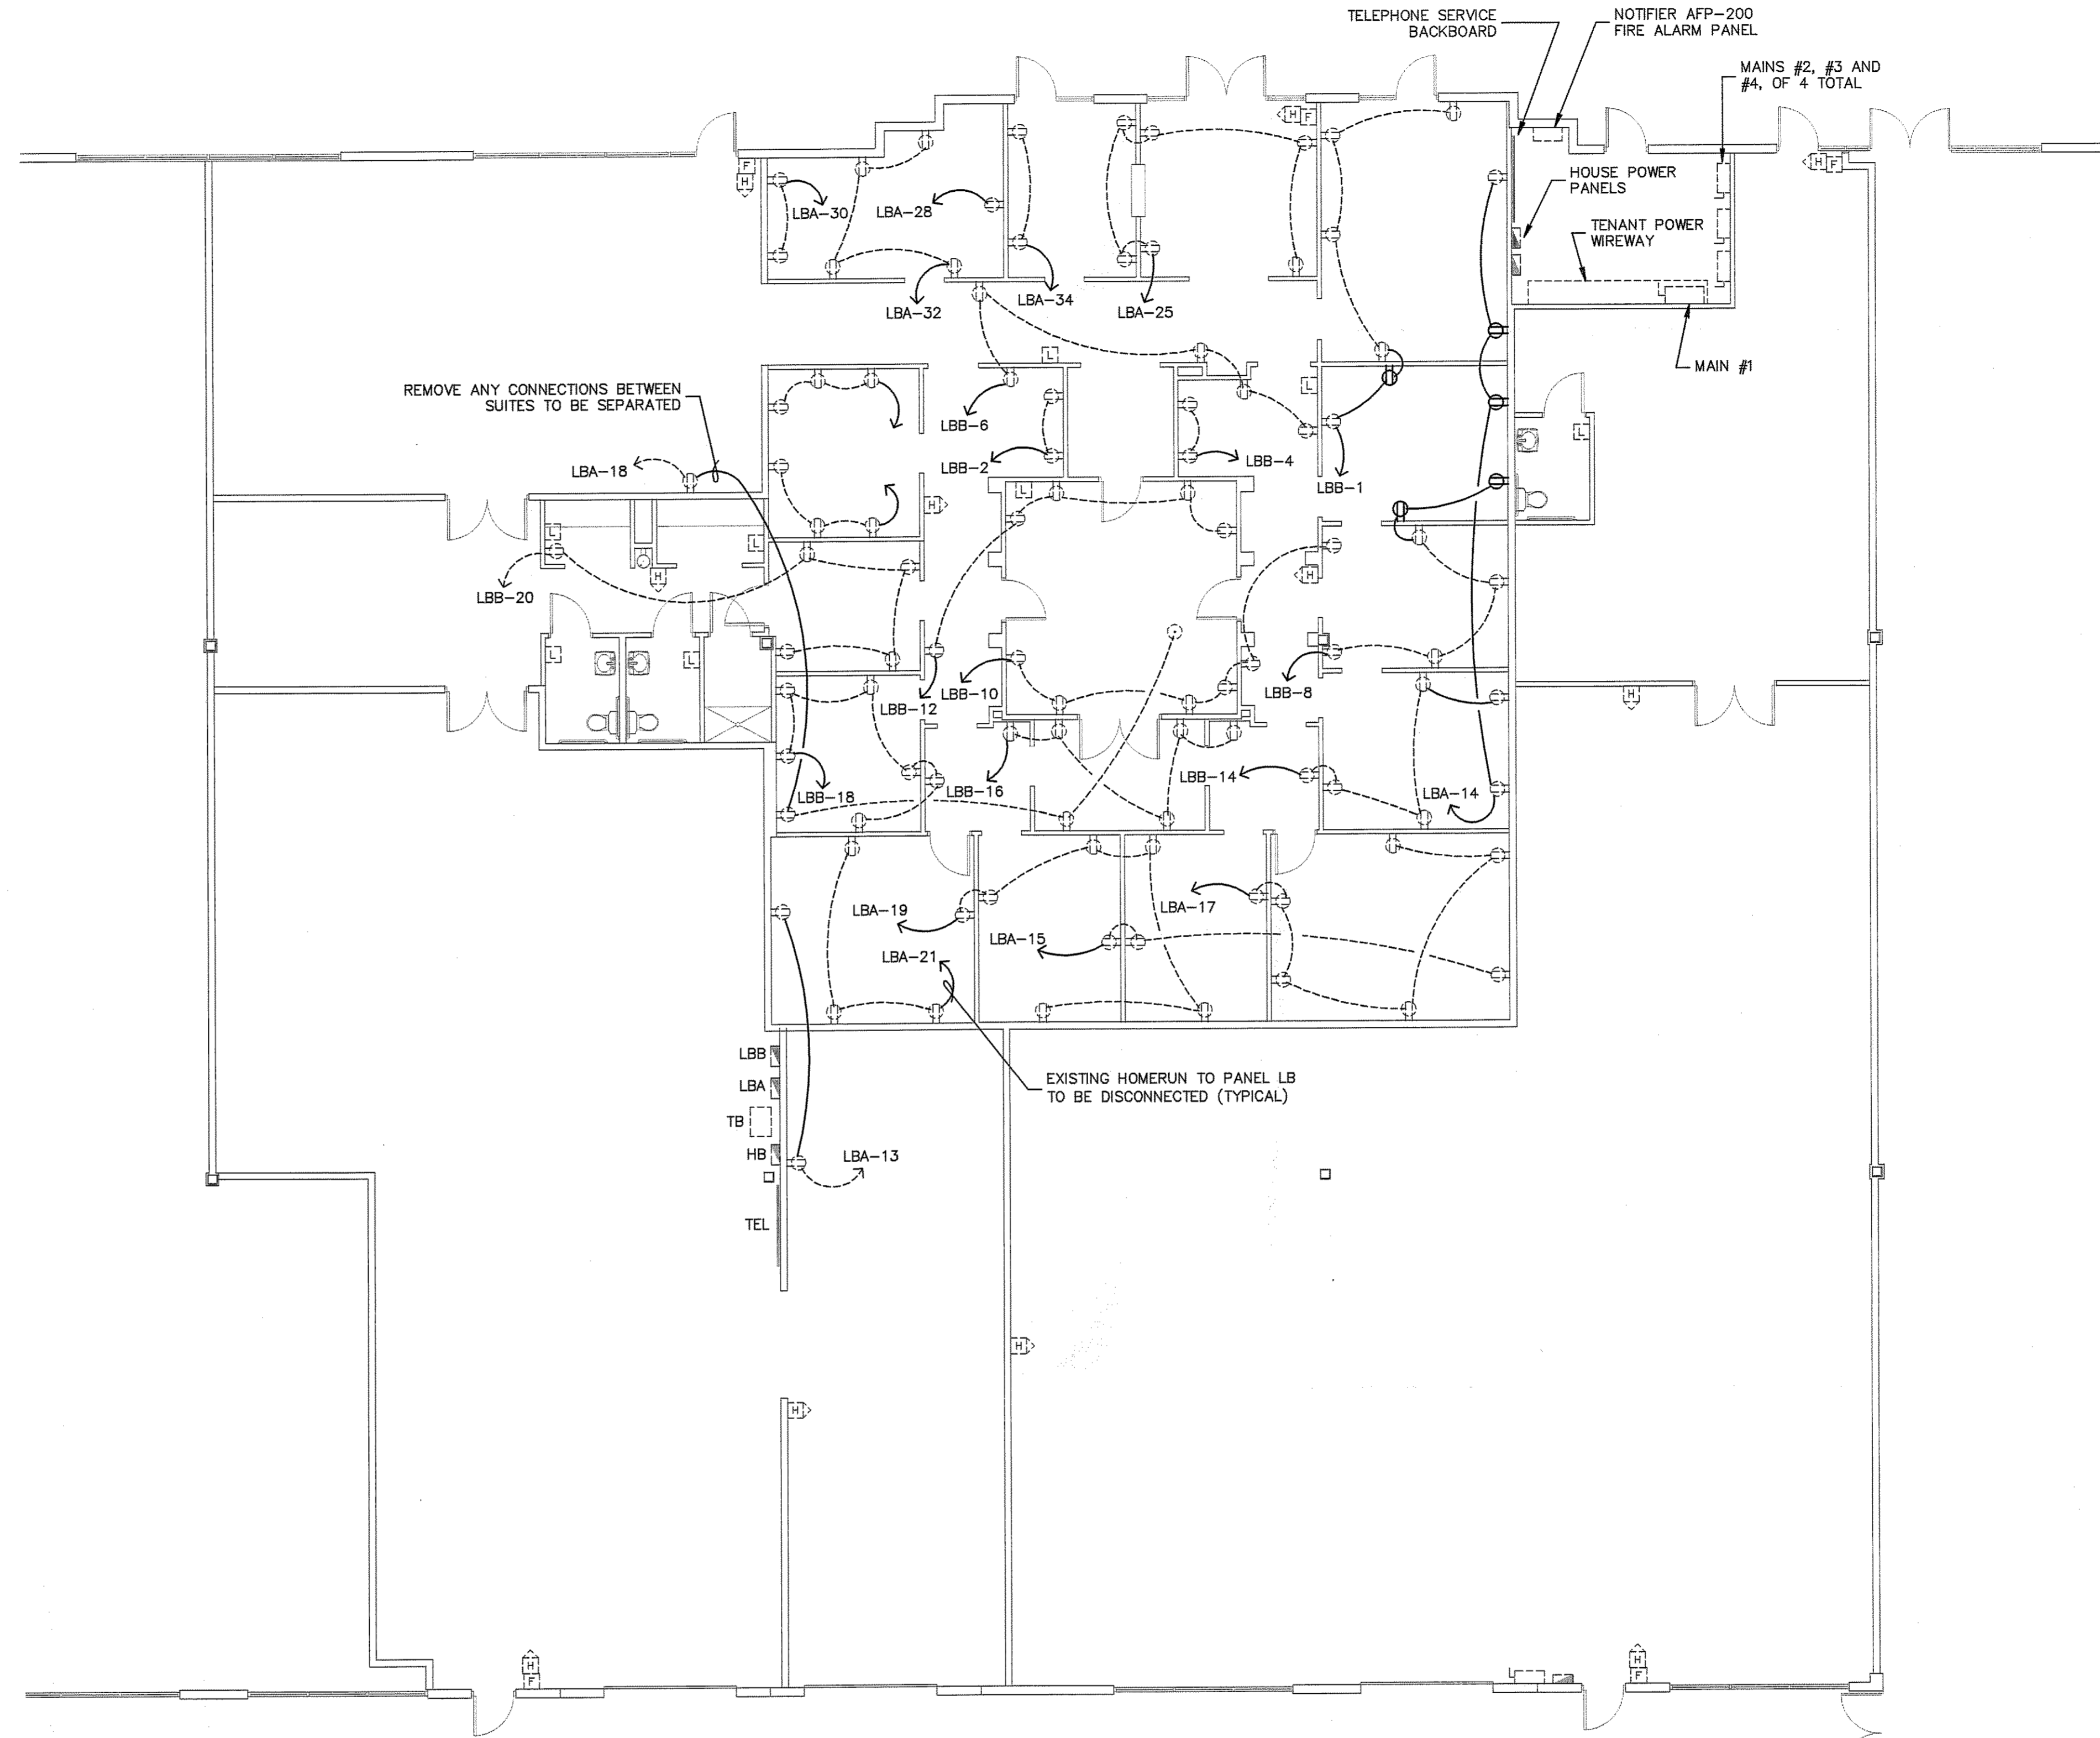 TELEPHONE SERVICE
BACKBOARD
NOTIFIER AFP-200
FIRE ALARM PANEL
MAINS #2, #3 AND
#4, OF 4 TOTAL
H F
F
H
H F
HOUSE POWER
PANELS
LBA-30
LBA-28
TENANT POWER
WIREWAY
LBA-32
LBA-34
LBA-25
L
MAIN #1
REMOVE ANY CONNECTIONS BETWEEN
SUITES TO BE SEPARATED
L
LBB-6
L
LBA-18
LBB-2
LBB-4
LBB-1
L
H
L
L
H
H
LBB-20
L
L
LBB-12
LBB-10
LBB-8
H
LBB-18
LBB-16
LBB-14
LBA-14
LBA-19
LBA-17
LBA-15
LBA-21
LBB
LBA
TB
HB
TEL
EXISTING HOMERUN TO PANEL LB
TO BE DISCONNECTED (TYPICAL)
LBA-13
H
H
H
F
H
F